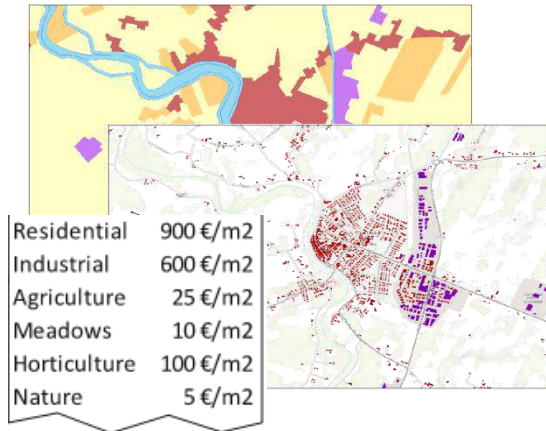 Residential 900 €/m2
Industrial 600 €/m2
Agriculture 25 €/m2
Meadows 10 €/m2
Horticulture 100 €/m2
Nature 5 €/m2